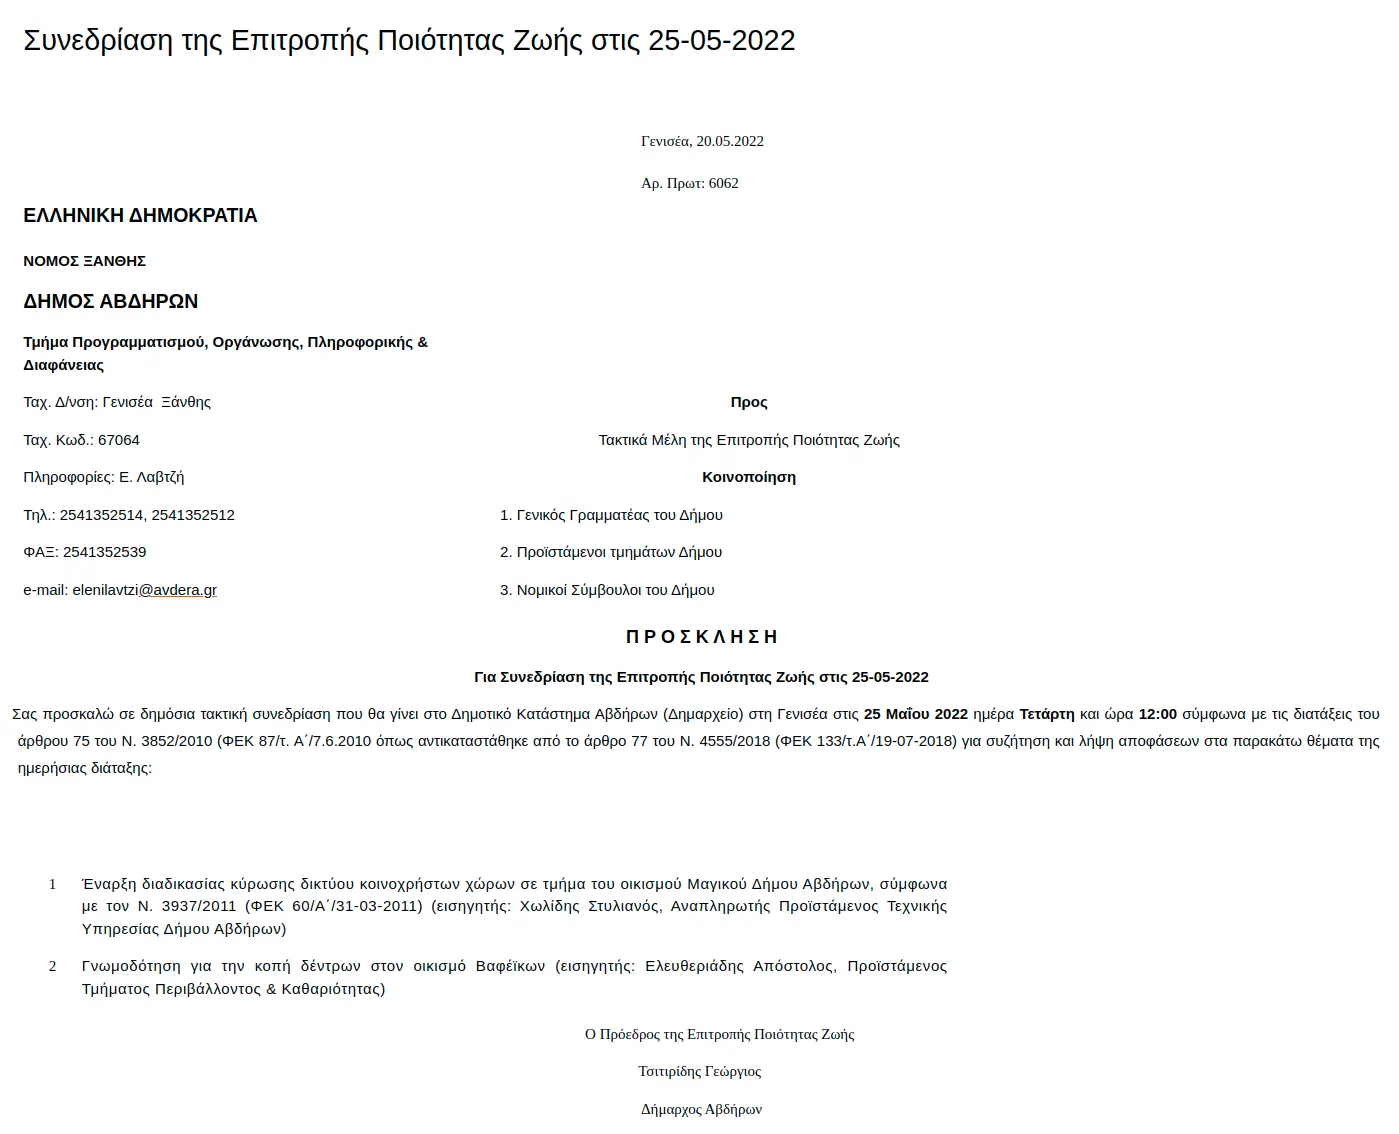 Συνεδρίαση της Επιτροπής Ποιότητας Ζωής στις 25-05-2022
Γενισέα, 20.05.2022
Αρ. Πρωτ: 6062
ΕΛΛΗΝΙΚΗ ΔΗΜΟΚΡΑΤΙΑ
ΝΟΜΟΣ ΞΑΝΘΗΣ
ΔΗΜΟΣ ΑΒΔΗΡΩΝ
Τμήμα Προγραμματισμού, Οργάνωσης, Πληροφορικής &
Διαφάνειας
Ταχ. Δ/νση: Γενισέα  Ξάνθης
Ταχ. Κωδ.: 67064
Πληροφορίες: Ε. Λαβτζή
Τηλ.: 2541352514, 2541352512
ΦΑΞ: 2541352539
e-mail: elenilavtzi@avdera.gr
Προς
Τακτικά Μέλη της Επιτροπής Ποιότητας Ζωής
Κοινοποίηση
1. Γενικός Γραμματέας του Δήμου
2. Προϊστάμενοι τμημάτων Δήμου
3. Νομικοί Σύμβουλοι του Δήμου
Π Ρ Ο Σ Κ Λ Η Σ Η
Για Συνεδρίαση της Επιτροπής Ποιότητας Ζωής στις 25-05-2022
Σας προσκαλώ σε δημόσια τακτική συνεδρίαση που θα γίνει στο Δημοτικό Κατάστημα Αβδήρων (Δημαρχείο) στη Γενισέα στις 25 Μαΐου 2022 ημέρα Τετάρτη και ώρα 12:00 σύμφωνα με τις διατάξεις του
άρθρου 75 του Ν. 3852/2010 (ΦΕΚ 87/τ. Α΄/7.6.2010 όπως αντικαταστάθηκε από το άρθρο 77 του Ν. 4555/2018 (ΦΕΚ 133/τ.Α΄/19-07-2018) για συζήτηση και λήψη αποφάσεων στα παρακάτω θέματα της
ημερήσιας διάταξης:
1 Έναρξη διαδικασίας κύρωσης δικτύου κοινοχρήστων χώρων σε τμήμα του οικισμού Μαγικού Δήμου Αβδήρων, σύμφωνα
με τον Ν. 3937/2011 (ΦΕΚ 60/Α΄/31-03-2011) (εισηγητής: Χωλίδης Στυλιανός, Αναπληρωτής Προϊστάμενος Τεχνικής
Υπηρεσίας Δήμου Αβδήρων)
2 Γνωμοδότηση για την κοπή δέντρων στον οικισμό Βαφέϊκων (εισηγητής: Ελευθεριάδης Απόστολος, Προϊστάμενος
Τμήματος Περιβάλλοντος & Καθαριότητας)
Ο Πρόεδρος της Επιτροπής Ποιότητας Ζωής
Τσιτιρίδης Γεώργιος
Δήμαρχος Αβδήρων